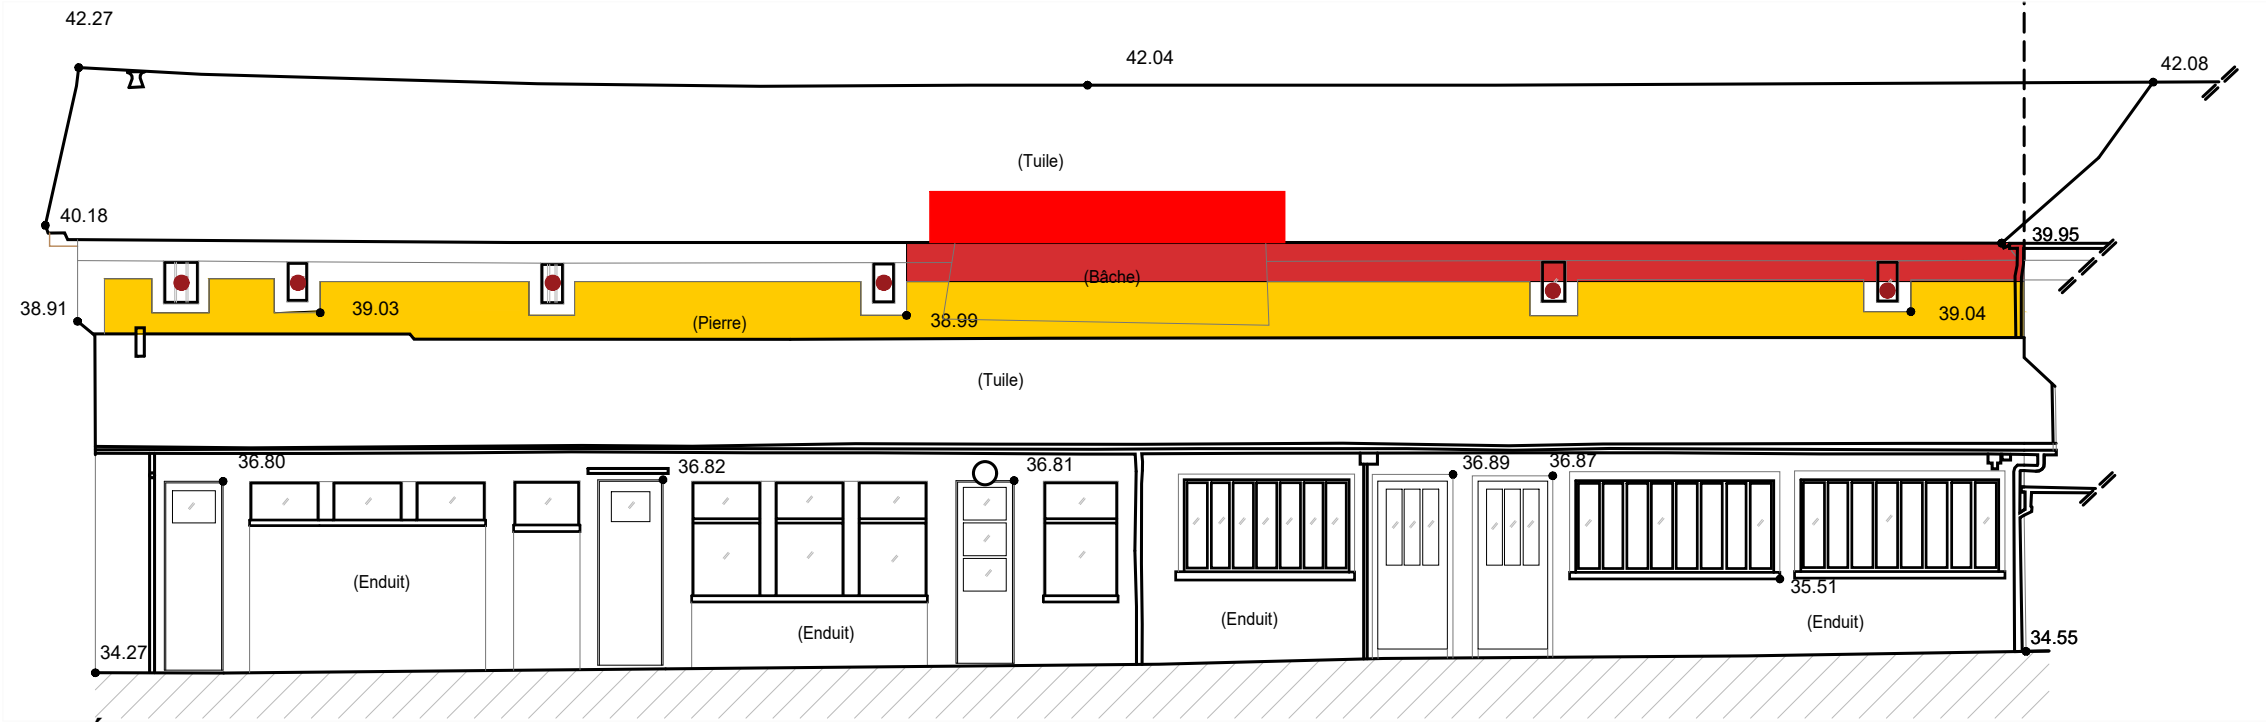 42.27
42.04
42.08
(Tuile)
40.18
39.95
(Bâche)
38.91
39.03
(Pierre)
38.99
39.04
(Tuile)
36.80
36.82
36.81
36.89
36.87
(Enduit)
35.51
(Enduit)
(Enduit)
(Enduit)
34.27
34.55